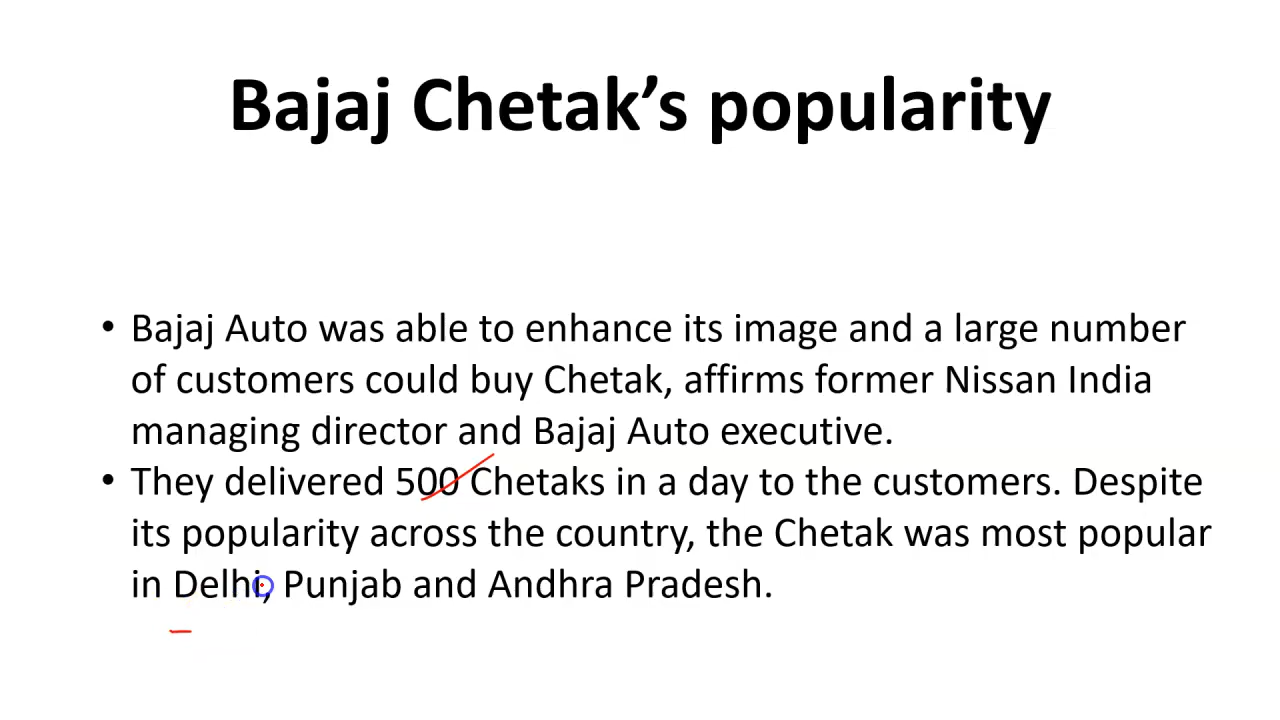 Bajaj Chetak’s popularity
• Bajaj Auto was able to enhance its image and a large number
of customers could buy Chetak, affirms former Nissan India
managing director and Bajaj Auto executive.
• They delivered 500 Chetaks in a day to the customers. Despite
its popularity across the country, the Chetak was most popular
in Delhi, Punjab and Andhra Pradesh.